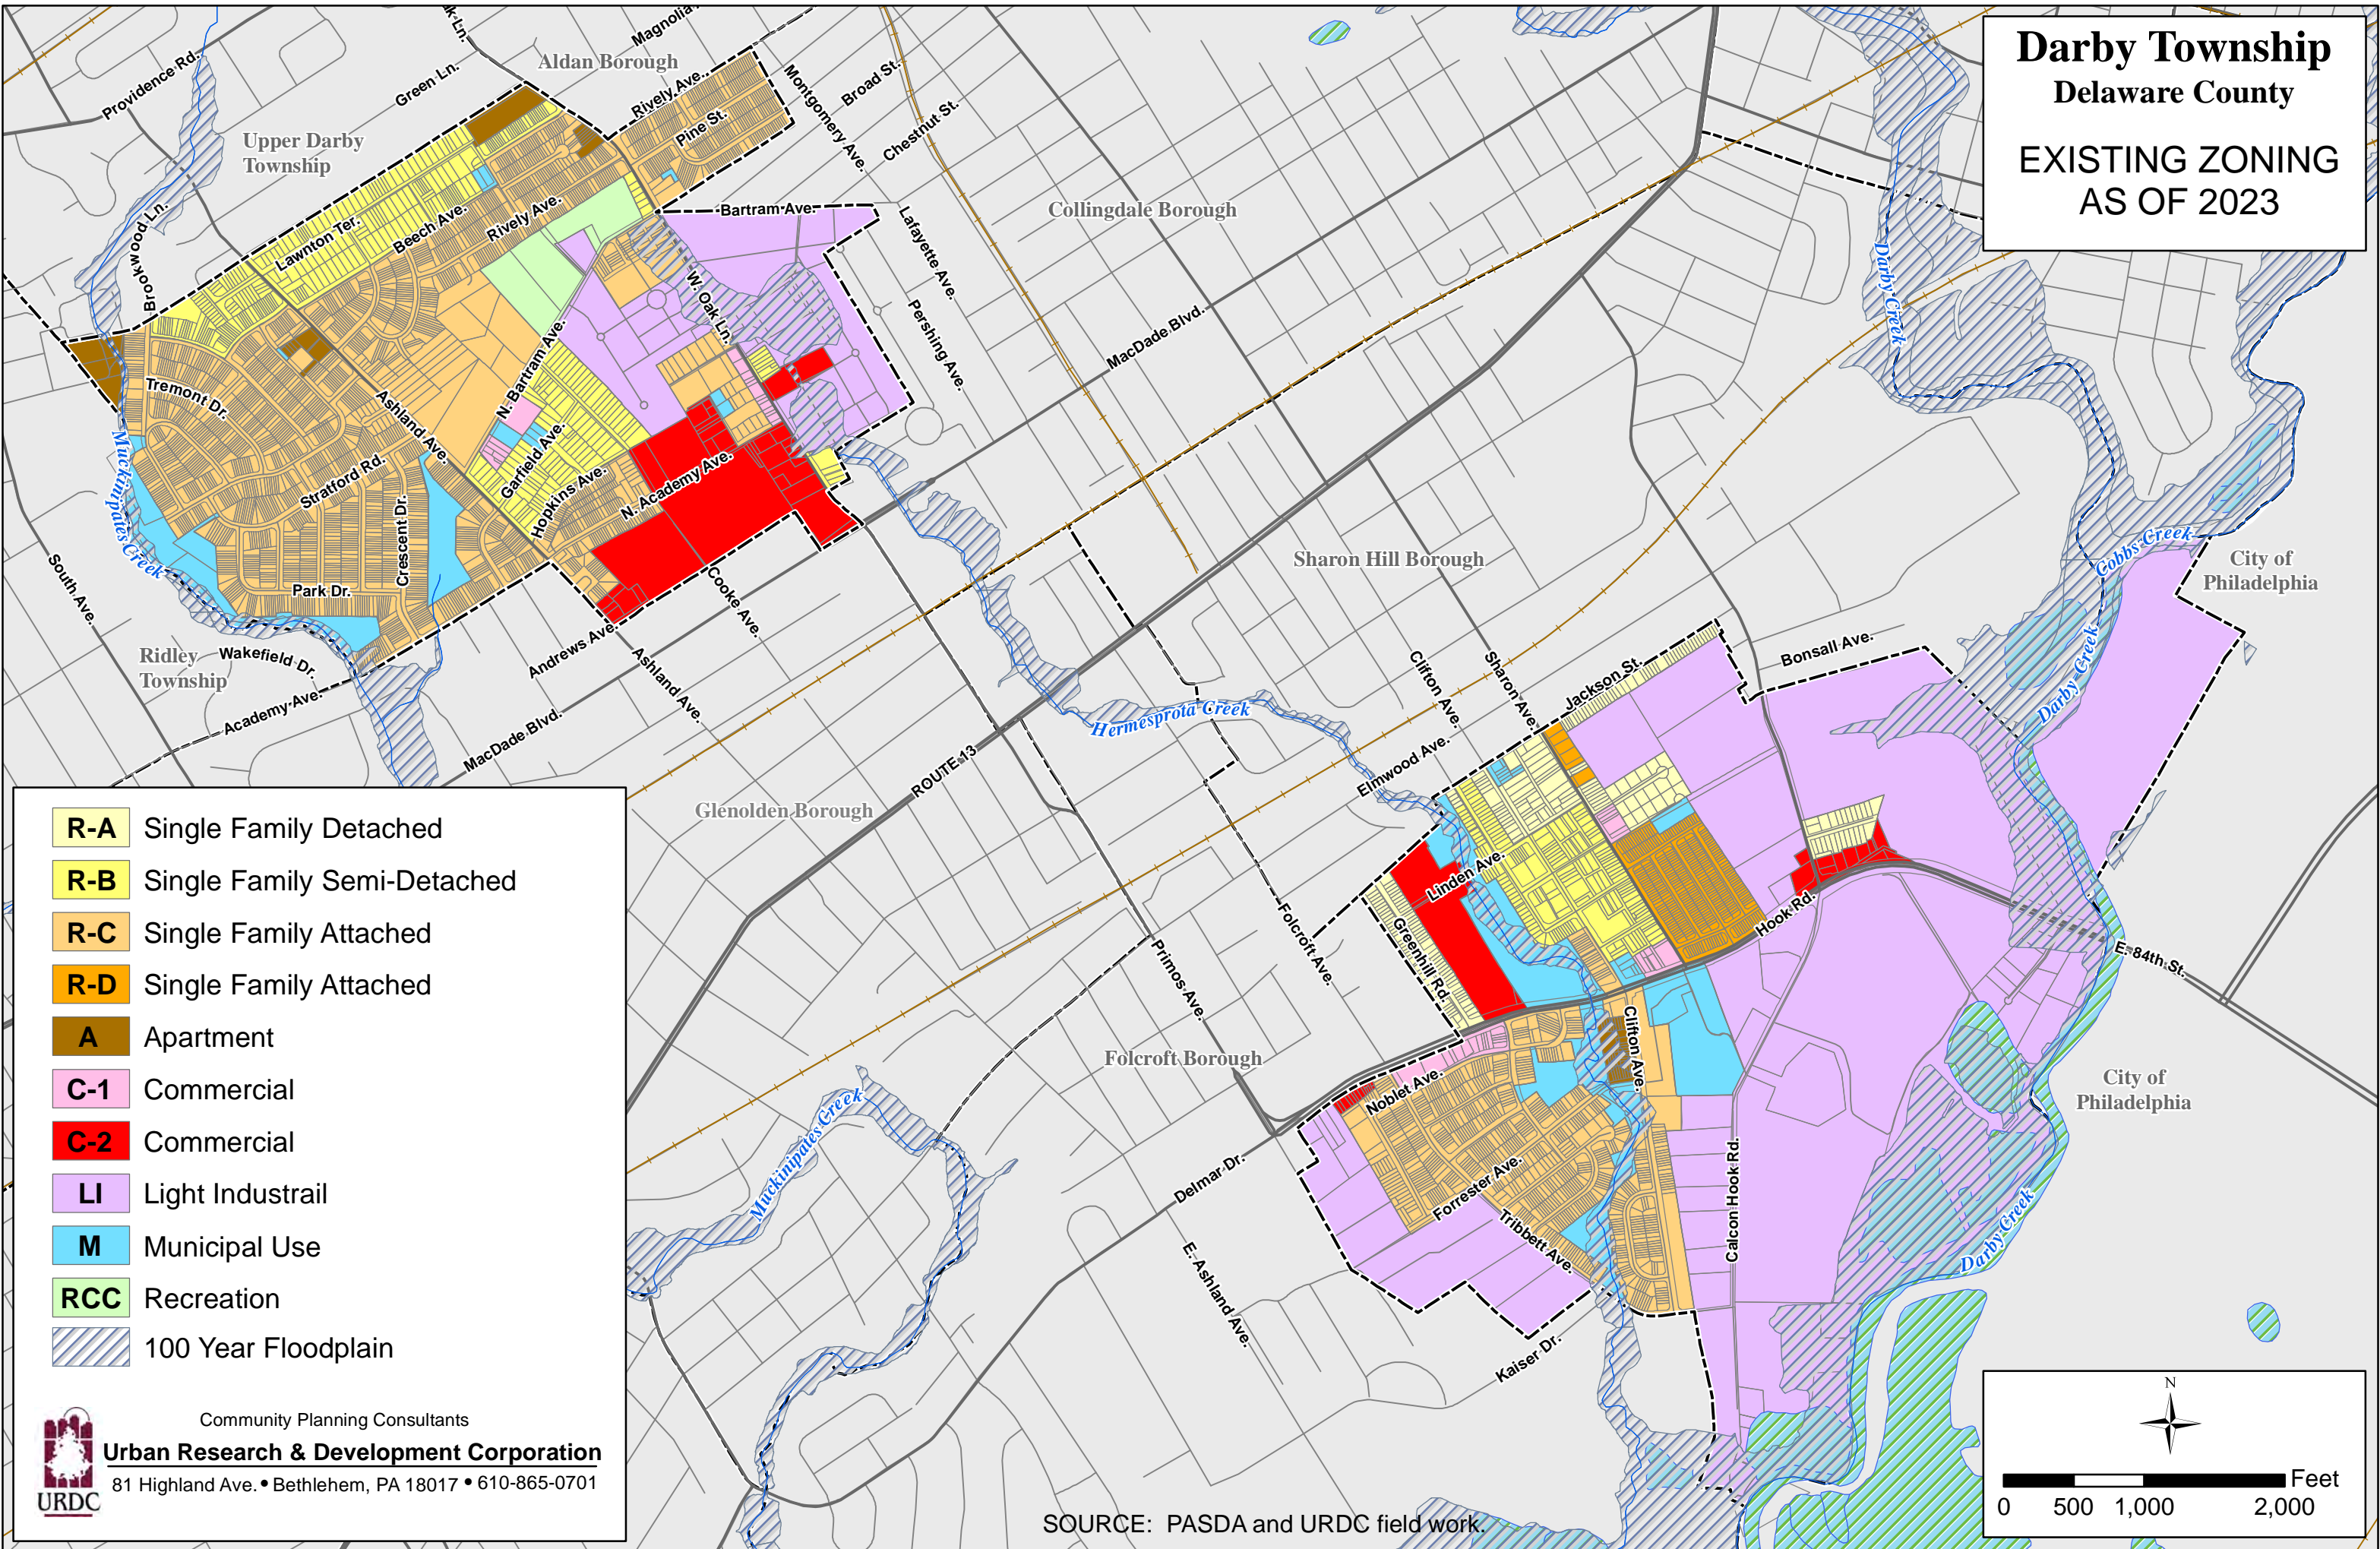 Darby Township
Delaware County
EXISTING ZONING
AS OF 2023
Providence Rd.
Green Ln.
Magnolia
Aldan Borough
Upper Darby
Township
Rively Ave.
Pine St.
Montgomery Ave.
Broad St.
Chestnut St.
Brookwood Ln.
Lawnton Ter.
Beech Ave.
Rively Ave.
Bartram Ave.
Lafayette Ave.
Collingdale Borough
Darby Creek
W. Oak Ln.
Pershing Ave.
MacDade Blvd.
N. Bartram Ave.
Tremont Dr.
Ashland Ave.
Muckinipates Creek
Stratford Rd.
Garfield Ave.
Hopkins Ave.
N. Academy Ave.
Crescent Dr.
Park Dr.
South Ave.
Cooke Ave.
Sharon Hill Borough
Cobbs Creek
City of
Philadelphia
Ridley
Township
Wakefield Dr.
Academy Ave.
Andrews Ave.
Ashland Ave.
MacDade Blvd.
Hermesprota Creek
Clifton Ave.
Sharon Ave.
Jackson St.
Bonsall Ave.
Darby Creek
ROUTE 13
Elmwood Ave.
Glenolden Borough
Linden Ave.
Greenhill Rd.
Hook Rd.
E. 84th St.
Folcroft Ave.
Primos Ave.
Folcroft Borough
Clifton Ave.
Noblet Ave.
City of
Philadelphia
Muckinipates Creek
Delmar Dr.
Forrester Ave.
Tribbett Ave.
Calcon Hook Rd.
Darby Creek
E. Ashland Ave.
Kaiser Dr.
R-A Single Family Detached
R-B Single Family Semi-Detached
R-C Single Family Attached
R-D Single Family Attached
A Apartment
C-1 Commercial
C-2 Commercial
LI Light Industrail
M Municipal Use
RCC Recreation
100 Year Floodplain
Community Planning Consultants
Urban Research & Development Corporation
81 Highland Ave. • Bethlehem, PA 18017 • 610-865-0701
URDC
SOURCE: PASDA and URDC field work.
N
Feet
0 500 1,000 2,000